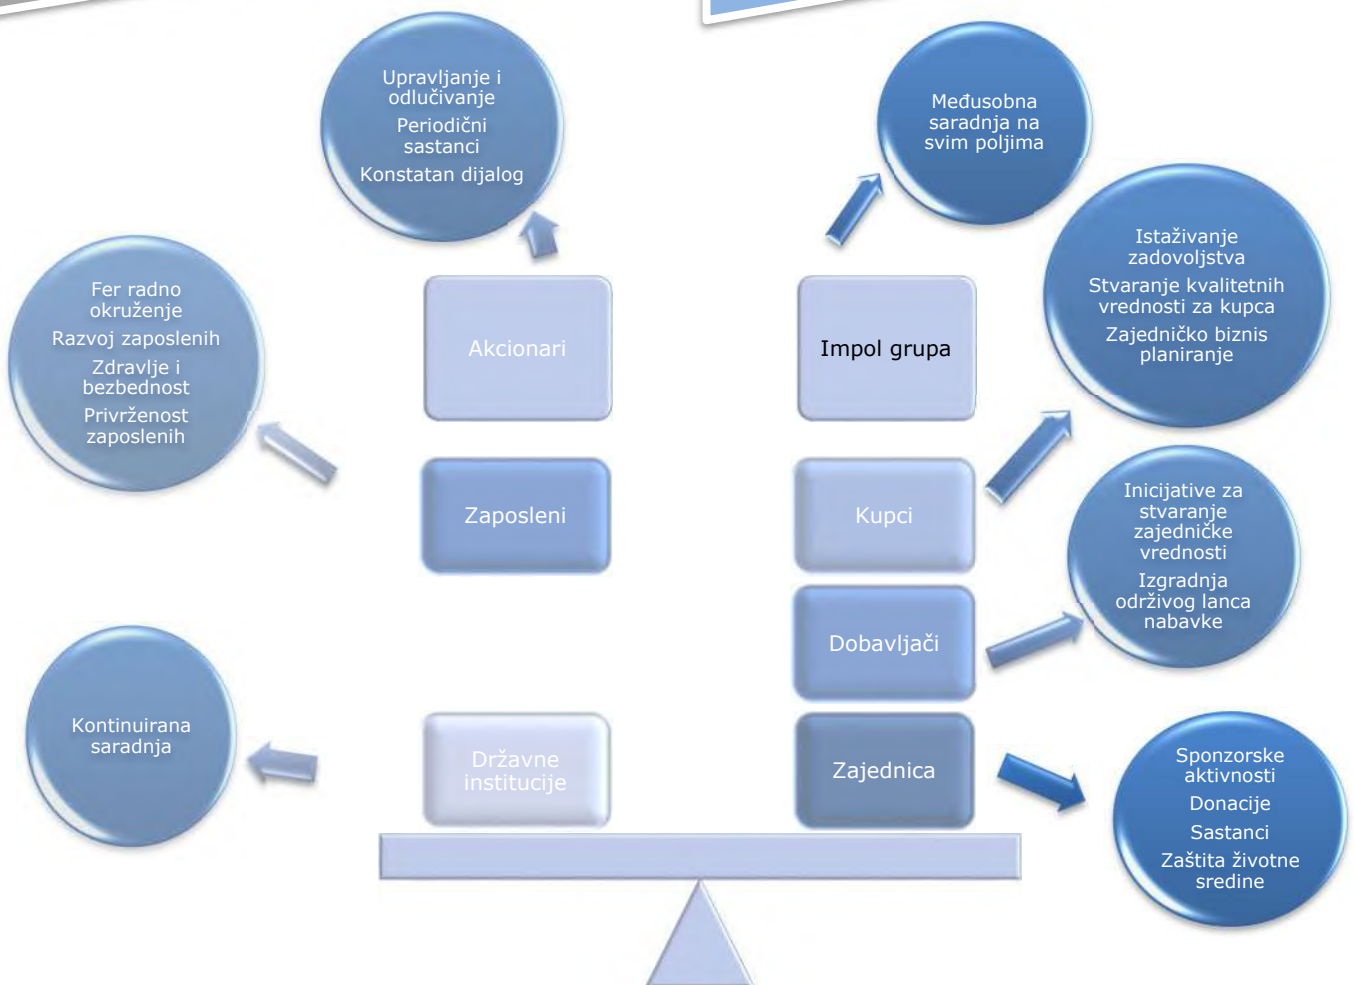 Upravljanje i
odlučivanje
Periodični
sastanci
Konstatan dijalog
Međusobna
saradnja na
svim poljima
Fer radno
okruženje
Razvoj zaposlenih
Zdravlje i
bezbednost
Privrženost
zaposlenih
Akcionari
Impol grupa
Istaživanje
zadovoljstva
Stvaranje kvalitetnih
vrednosti za kupca
Zajedničko biznis
planiranje
Zaposleni
Kupci
Inicijative za
stvaranje
zajedničke
vrednosti
Izgradnja
održivog lanca
nabavke
Dobavljači
Kontinuirana
saradnja
Državne
institucije
Zajednica
Sponzorske
aktivnosti
Donacije
Sastanci
Zaštita životne
sredine